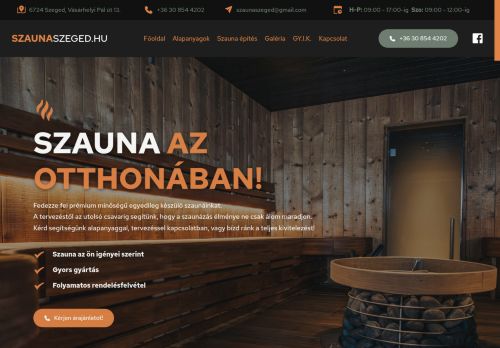 6724 Szeged, Vásárhelyi Pál út 13.
+36 30 854 4202
szaunaszeged@gmail.com
H-P: 09:00 - 17:00-ig Szo: 09:00 - 12:00-ig
SZAUNASZEGED.HU
Főoldal Alapanyagok Szauna építés Galéria GY.I.K. Kapcsolat
+36 30 854 4202
SZAUNA AZ
OTTHONÁBAN!
Fedezze fel prémium minőségű egyedileg készülő szaunáinkat.
A tervezéstől az utolsó csavarig segítünk, hogy a szaunázás élménye ne csak álom maradjon.
Kérd segítségünk alapanyaggal, tervezéssel kapcsolatban, vagy bízd ránk a teljes kivitelezést!
Szauna az ön igényei szerint
Gyors gyártás
Folyamatos rendelésfelvétel
Kérjen árajánlatot!